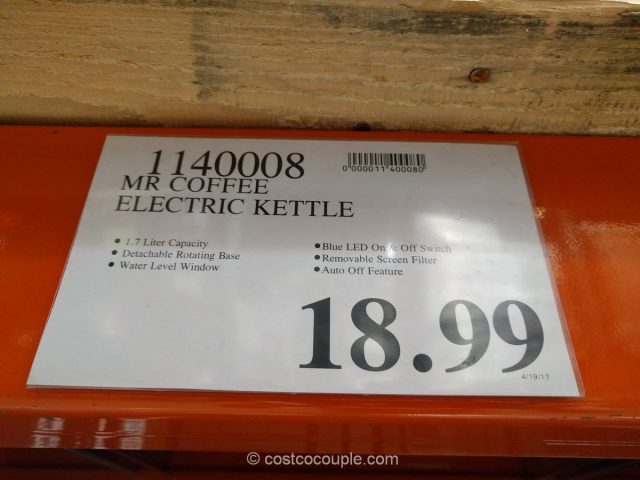 1140008
0"000011"400080"
MR COFFEE
ELECTRIC KETTLE
• 1.7 Liter Capacity
• Detachable Rotating Base
• Water Level Window
• Blue LED On & Off Switch
• Removable Screen Filter
• Auto Off Feature
18.99
4/19/17
© costcocouple.com